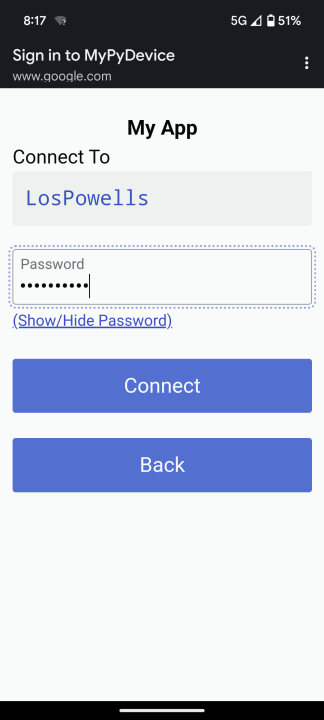 8:17 5G 51%
Sign in to MyPyDevice
www.google.com
My App
Connect To
LosPowells
Password
••••••••••
(Show/Hide Password)
Connect
Back